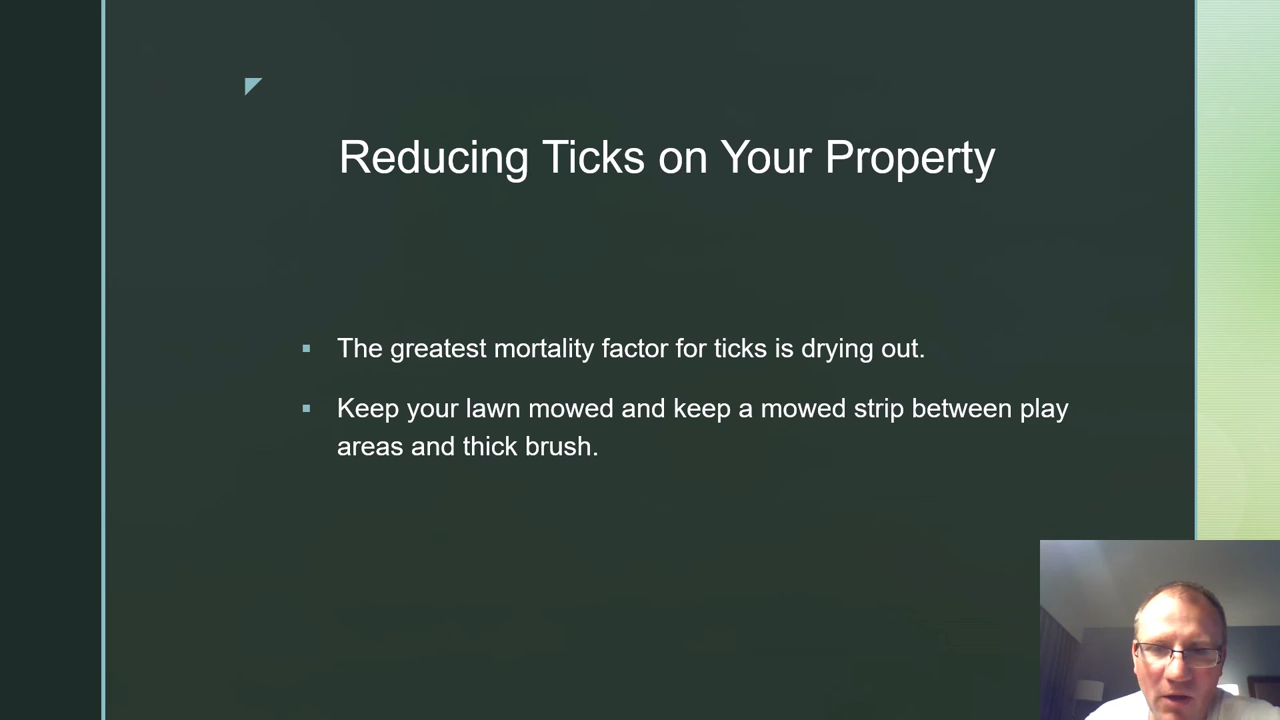 Reducing Ticks on Your Property
The greatest mortality factor for ticks is drying out.
Keep your lawn mowed and keep a mowed strip between play
areas and thick brush.